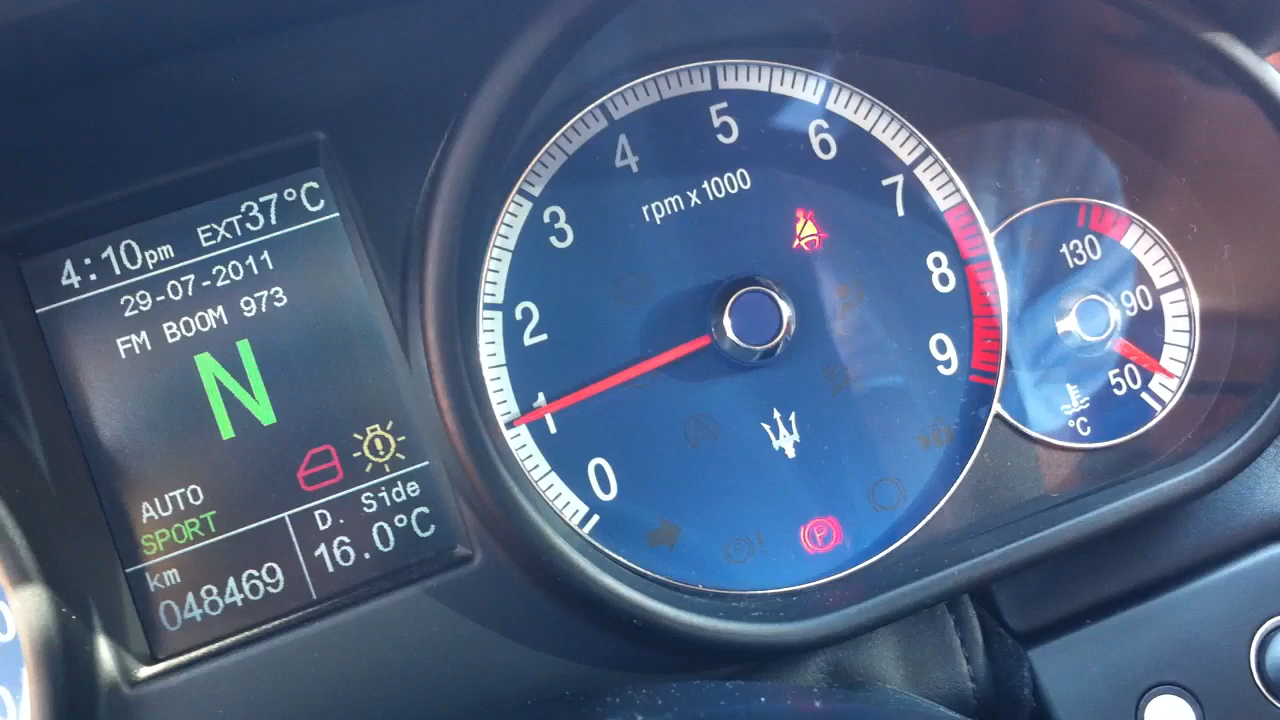 4:10pm EXT37°C
29-07-2011
FM BOOM 973
N
AUTO
SPORT
km
048469
D. Side
16.0°C
0
1
2
3
4
5
6
7
8
9
rpm x 1000
P
130
90
50
°C